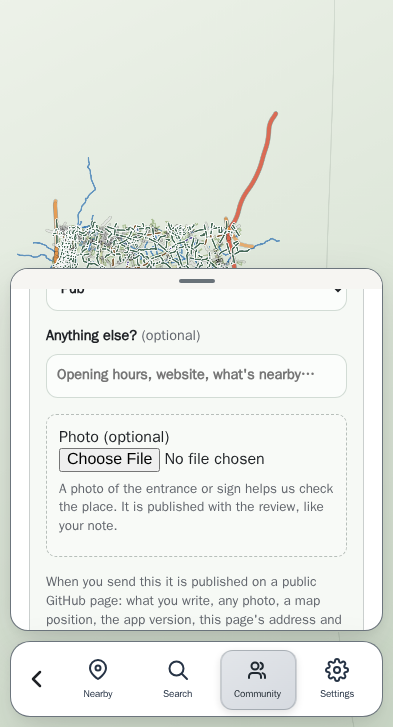 Pub
Anything else? (optional)
Opening hours, website, what's nearby···
Photo (optional)
Choose File No file chosen
A photo of the entrance or sign helps us check
the place. It is published with the review, like
your note.
When you send this it is published on a public
GitHub page: what you write, any photo, a map
position, the app version, this page's address and
Nearby
Search
Community
Settings